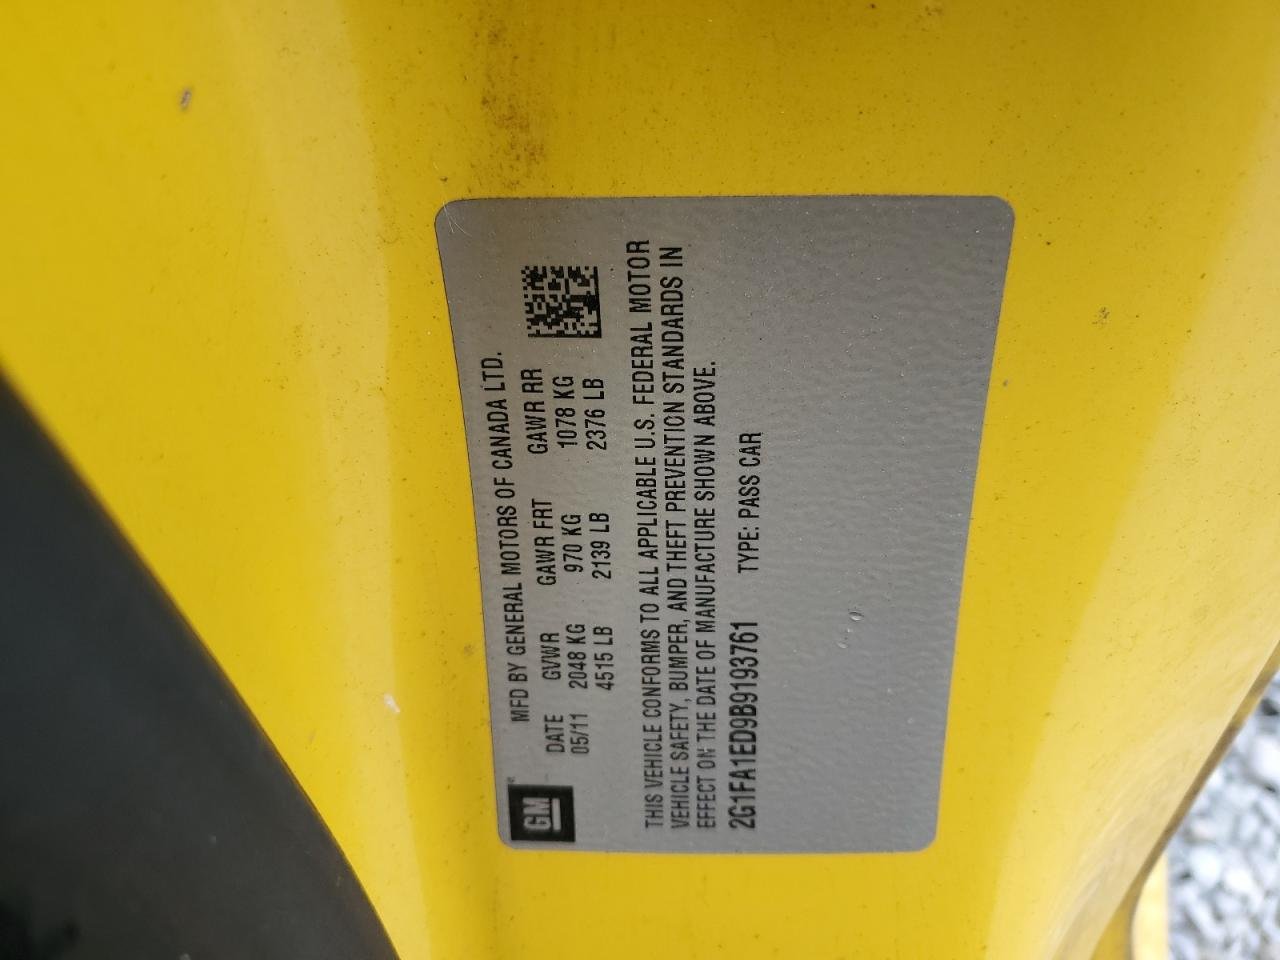 GM
MFD BY GENERAL MOTORS OF CANADA LTD.
DATE GVWR GAWR FRT GAWR RR
05/11 2048 KG 970 KG 1078 KG
4515 LB 2139 LB 2376 LB
THIS VEHICLE CONFORMS TO ALL APPLICABLE U.S. FEDERAL MOTOR
VEHICLE SAFETY, BUMPER, AND THEFT PREVENTION STANDARDS IN
EFFECT ON THE DATE OF MANUFACTURE SHOWN ABOVE.
2G1FA1ED9B9193761 TYPE: PASS CAR